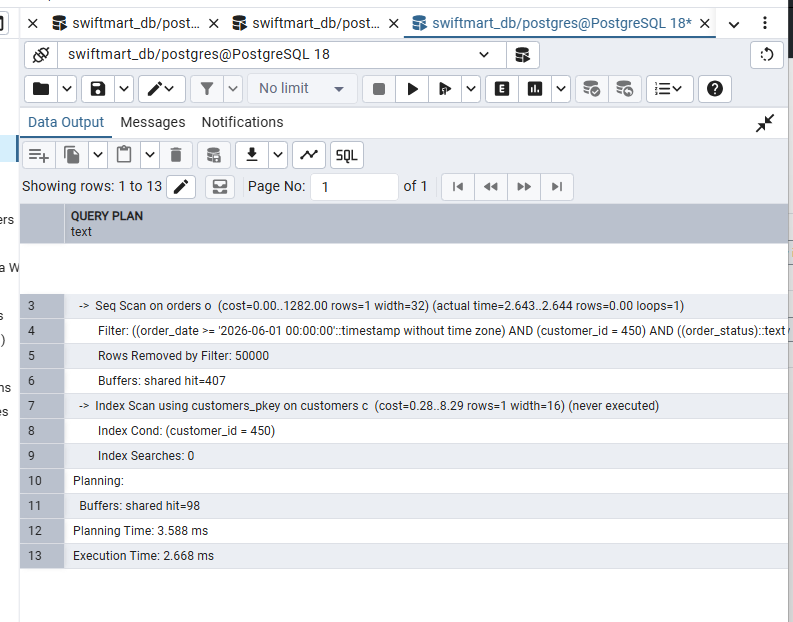 swiftmart_db/post...
swiftmart_db/post...
swiftmart_db/postgres@PostgreSQL 18*
swiftmart_db/postgres@PostgreSQL 18
No limit
E
Data Output Messages Notifications
SQL
Showing rows: 1 to 13 Page No: 1 of 1
QUERY PLAN
text
ers
a W
s
)
ns
es
3 -> Seq Scan on orders o (cost=0.00..1282.00 rows=1 width=32) (actual time=2.643..2.644 rows=0.00 loops=1)
4 Filter: ((order_date >= '2026-06-01 00:00:00'::timestamp without time zone) AND (customer_id = 450) AND ((order_status)::text
5 Rows Removed by Filter: 50000
6 Buffers: shared hit=407
7 -> Index Scan using customers_pkey on customers c (cost=0.28..8.29 rows=1 width=16) (never executed)
8 Index Cond: (customer_id = 450)
9 Index Searches: 0
10 Planning:
11 Buffers: shared hit=98
12 Planning Time: 3.588 ms
13 Execution Time: 2.668 ms